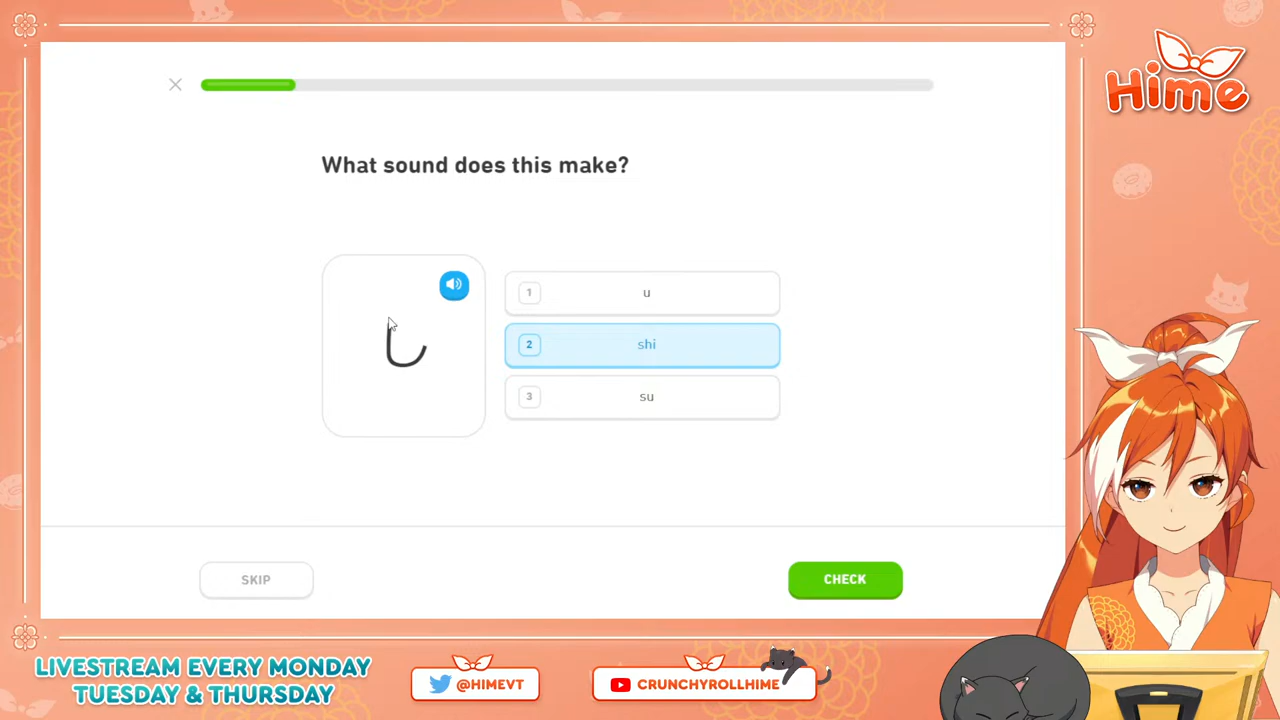 Hime
What sound does this make?
し
1 u
2 shi
3 su
SKIP
CHECK
LIVESTREAM EVERY MONDAY
TUESDAY & THURSDAY
@HIMEVT
CRUNCHYROLLHIME